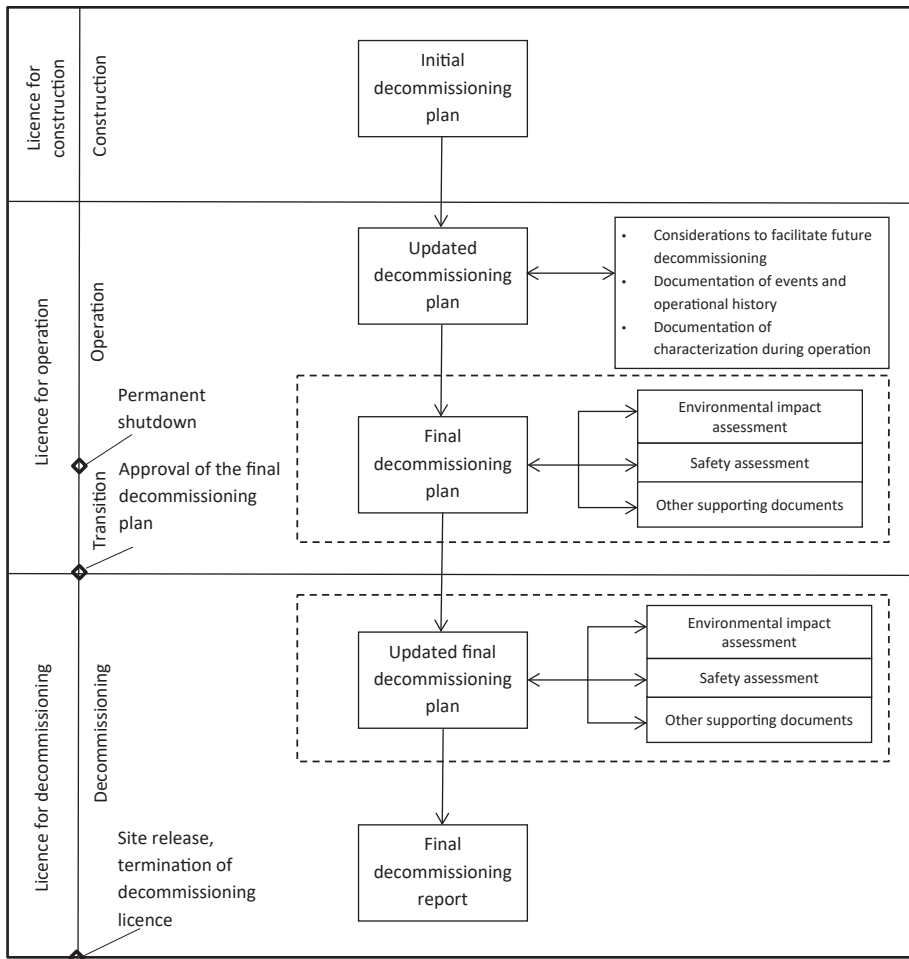 Licence for
construction
Construction
Initial
decommissioning
plan
Licence for operation
Operation
Updated
decommissioning
plan
• Considerations to facilitate future
decommissioning
• Documentation of events and
operational history
• Documentation of
characterization during operation
Permanent
shutdown
Final
decommissioning
plan
Environmental impact
assessment
Safety assessment
Other supporting documents
Transition
Approval of the final
decommissioning
plan
Licence for decommissioning
Decommissioning
Updated final
decommissioning
plan
Environmental impact
assessment
Safety assessment
Other supporting documents
Site release,
termination of
decommissioning
licence
Final
decommissioning
report